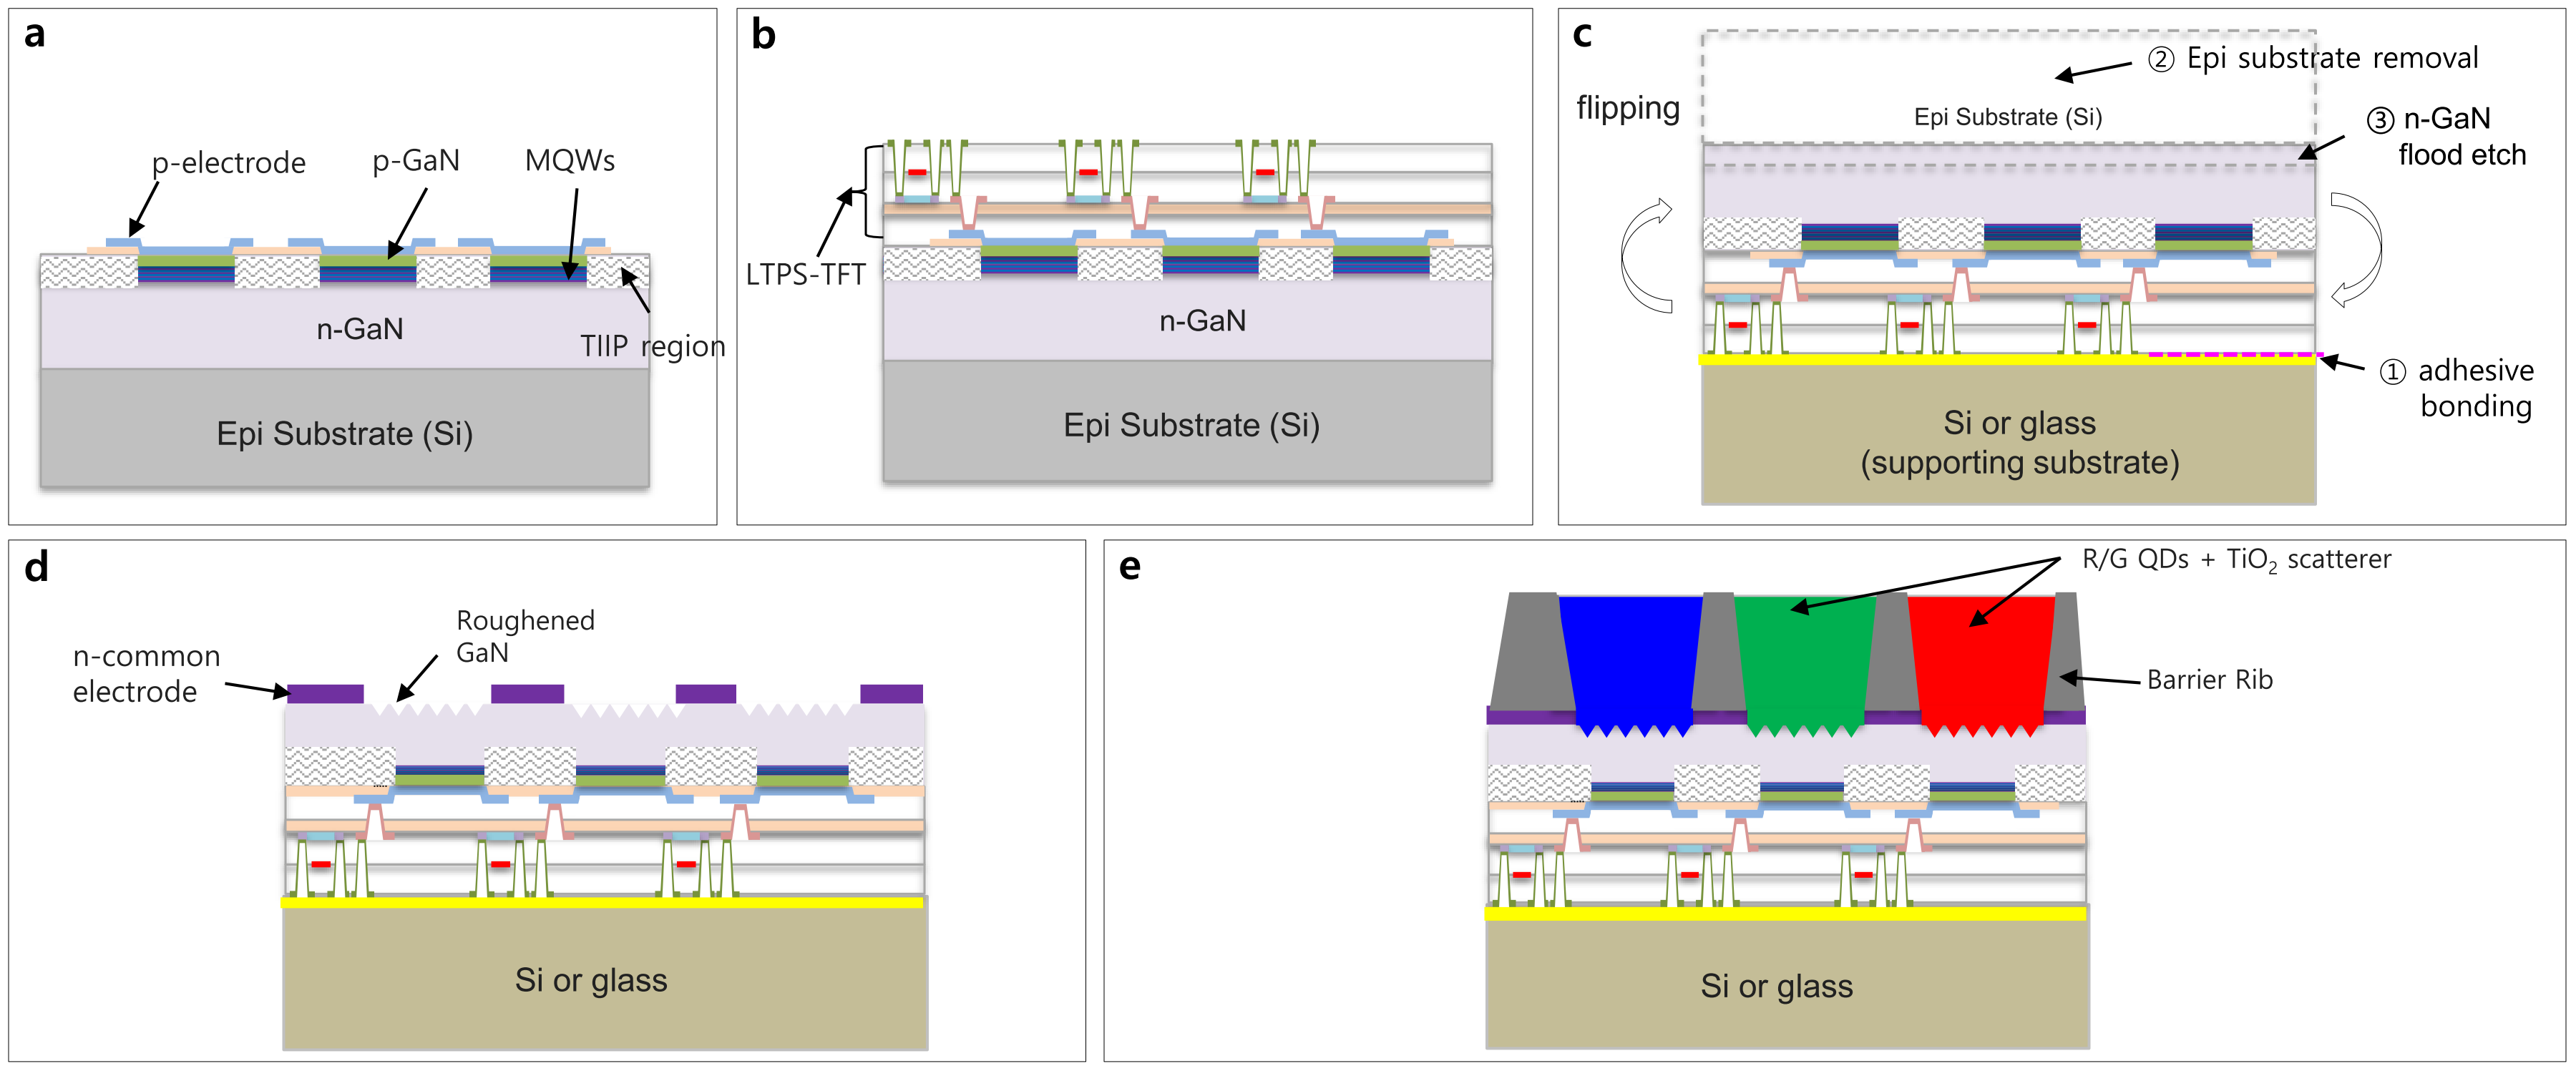 a
p-electrode
p-GaN
MQWs
n-GaN
TIIP region
Epi Substrate (Si)
b
LTPS-TFT
n-GaN
Epi Substrate (Si)
c
② Epi substrate removal
flipping
Epi Substrate (Si)
③ n-GaN
flood etch
① adhesive
bonding
Si or glass
(supporting substrate)
d
Roughened
GaN
n-common
electrode
Si or glass
e
R/G QDs + TiO₂ scatterer
Barrier Rib
Si or glass